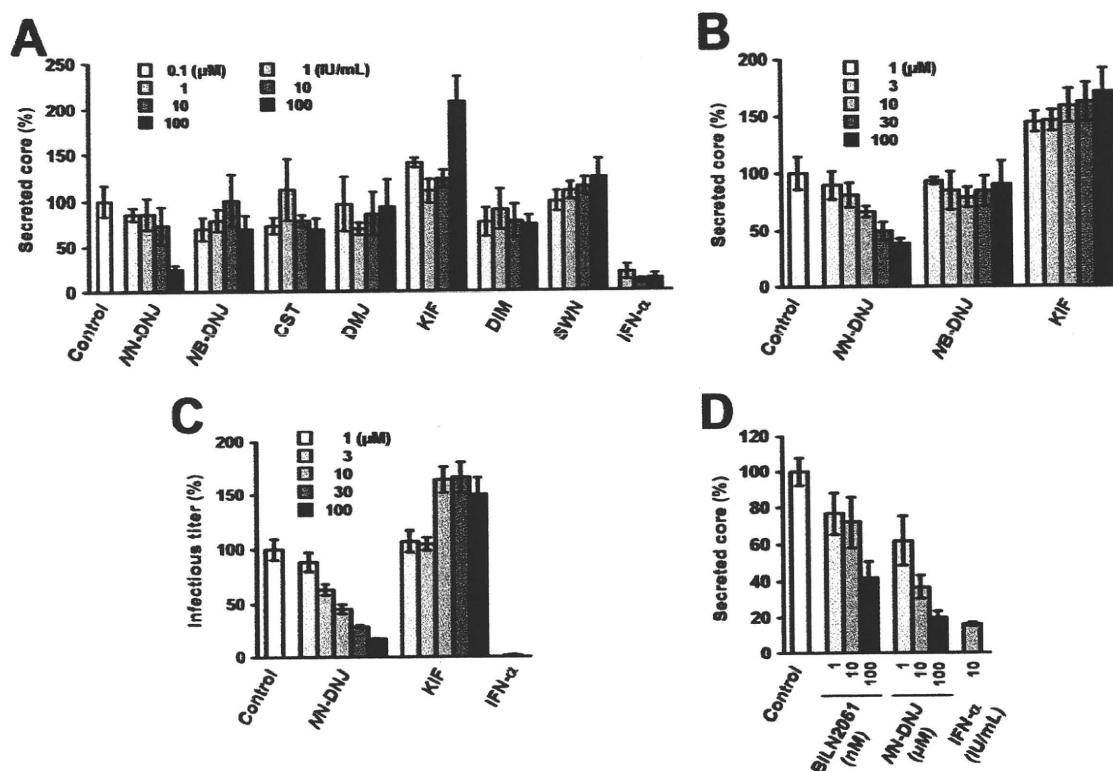 A
Secreted core (%)
250
200
150
100
50
0
0.1 (μM)
1
10
100
1 (IU/mL)
10
100
Control
NN-DNJ
NB-DNJ
CST
DMJ
KIF
DIM
SWN
IFN-α
B
Secreted core (%)
200
150
100
50
0
1 (μM)
3
10
30
100
Control
NN-DNJ
NB-DNJ
KIF
C
Infectious titer (%)
200
150
100
50
0
1 (μM)
3
10
30
100
Control
NN-DNJ
KIF
IFN-α
D
Secreted core (%)
120
100
80
60
40
20
0
Control
1 10 100
BILN2061
(nM)
1 10 100
NN-DNJ
(μM)
10
IFN-α
(IU/mL)